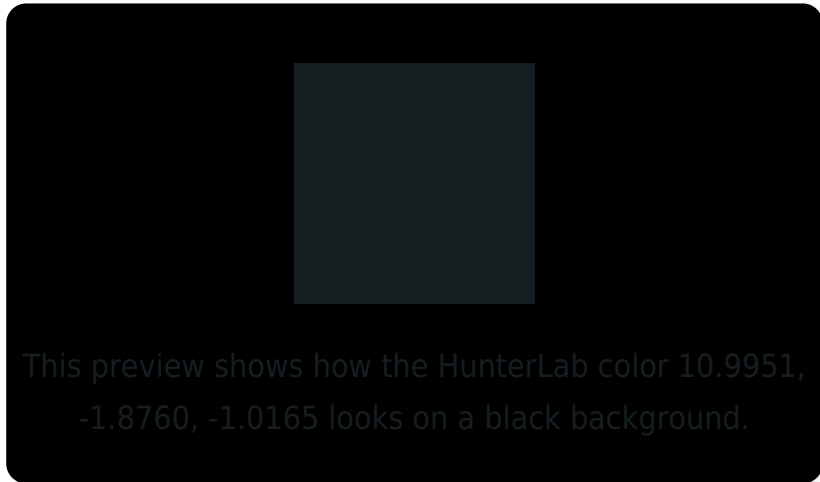 This preview shows how the HunterLab color 10.9951,
-1.8760, -1.0165 looks on a black background.